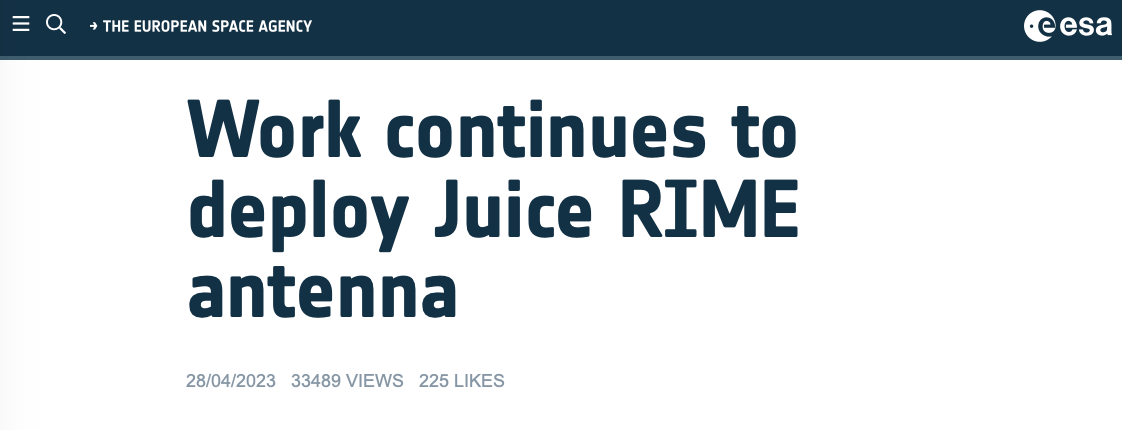 → THE EUROPEAN SPACE AGENCY
esa
Work continues to
deploy Juice RIME
antenna
28/04/2023 33489 VIEWS 225 LIKES